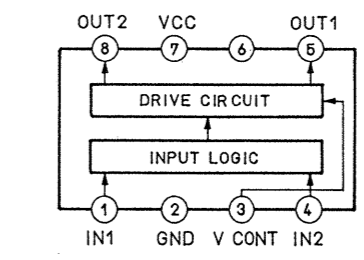 OUT2 VCC OUT1
8 7 6 5
DRIVE CIRCUIT
INPUT LOGIC
1 2 3 4
IN1 GND V CONT IN2